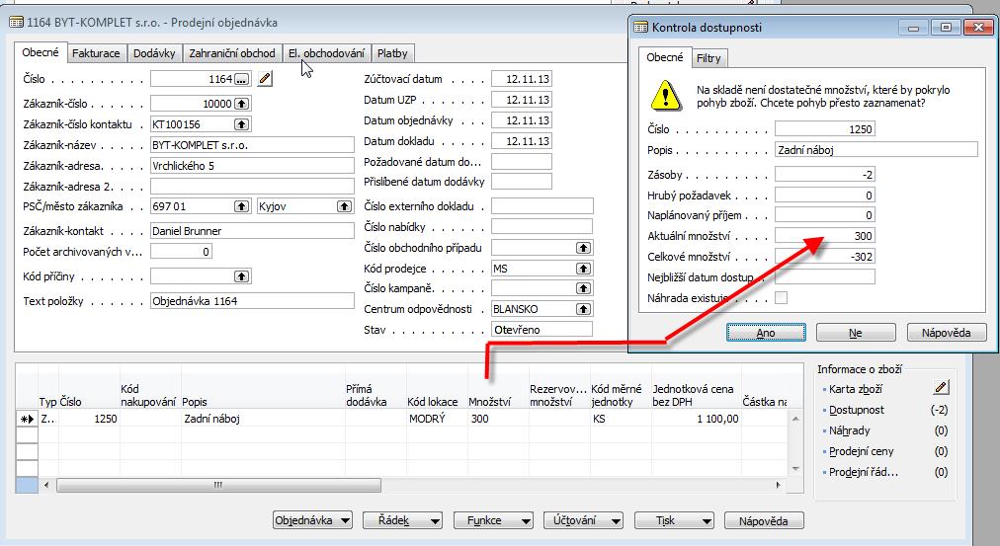 1164 BYT-KOMPLET s.r.o. - Prodejní objednávka
Obecné Fakturace Dodávky Zahraniční obchod El. obchodování Platby
Číslo . . . . . . . . . . . 1164
Zákazník-číslo . . . . . . 10000
Zákazník-číslo kontaktu . KT100156
Zákazník-název . . . . . BYT-KOMPLET s.r.o.
Zákazník-adresa. . . . . Vrchlického 5
Zákazník-adresa 2. . . .
PSČ/město zákazníka . . 697 01 Kyjov
Zákazník-kontakt . . . . Daniel Brunner
Počet archivovaných v... 0
Kód příčiny . . . . . . .
Text položky . . . . . . Objednávka 1164
Zúčtovací datum . . . . 12.11.13
Datum UZP . . . . . . . 12.11.13
Datum objednávky . . . 12.11.13
Datum dokladu . . . . . 12.11.13
Požadované datum do...
Přislíbené datum dodávky
Číslo externího dokladu .
Číslo nabídky . . . . . .
Číslo obchodního případu
Kód prodejce . . . . . . MS
Číslo kampaně. . . . . .
Centrum odpovědnosti . BLANSKO
Stav . . . . . . . . . . Otevřeno
Kontrola dostupnosti
Obecné Filtry
Na skladě není dostatečné množství, které by pokrylo
pohyb zboží. Chcete pohyb přesto zaznamenat?
Číslo . . . . . . . . . . 1250
Popis . . . . . . . . . . Zadní náboj
Zásoby . . . . . . . . . -2
Hrubý požadavek . . . . 0
Naplánovaný příjem . . . 0
Aktuální množství . . . . 300
Celkové množství . . . . -302
Nejbližší datum dostup...
Náhrada existuje. . . . .
Ano Ne Nápověda
Typ Číslo Kód nakupování Popis Přímá dodávka Kód lokace Množství Rezervov... množství Kód měrné jednotky Jednotková cena bez DPH Částka na
Z... 1250 Zadní náboj MODRÝ 300 KS 1 100,00
Informace o zboží
Karta zboží
Dostupnost (-2)
Náhrady (0)
Prodejní ceny (0)
Prodejní řád... (0)
Objednávka Řádek Funkce Účtování Tisk Nápověda